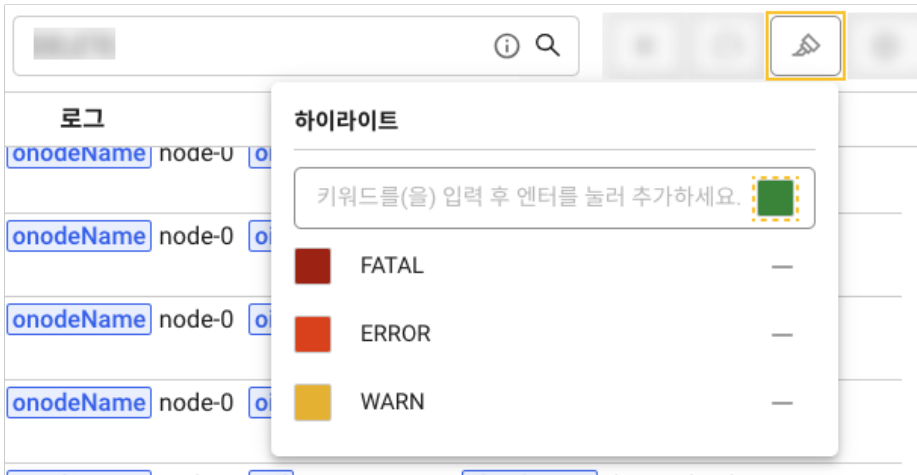 로그
하이라이트
onodeName node-0
키워드를(을) 입력 후 엔터를 눌러 추가하세요.
onodeName node-0
FATAL
onodeName node-0
ERROR
onodeName node-0
WARN